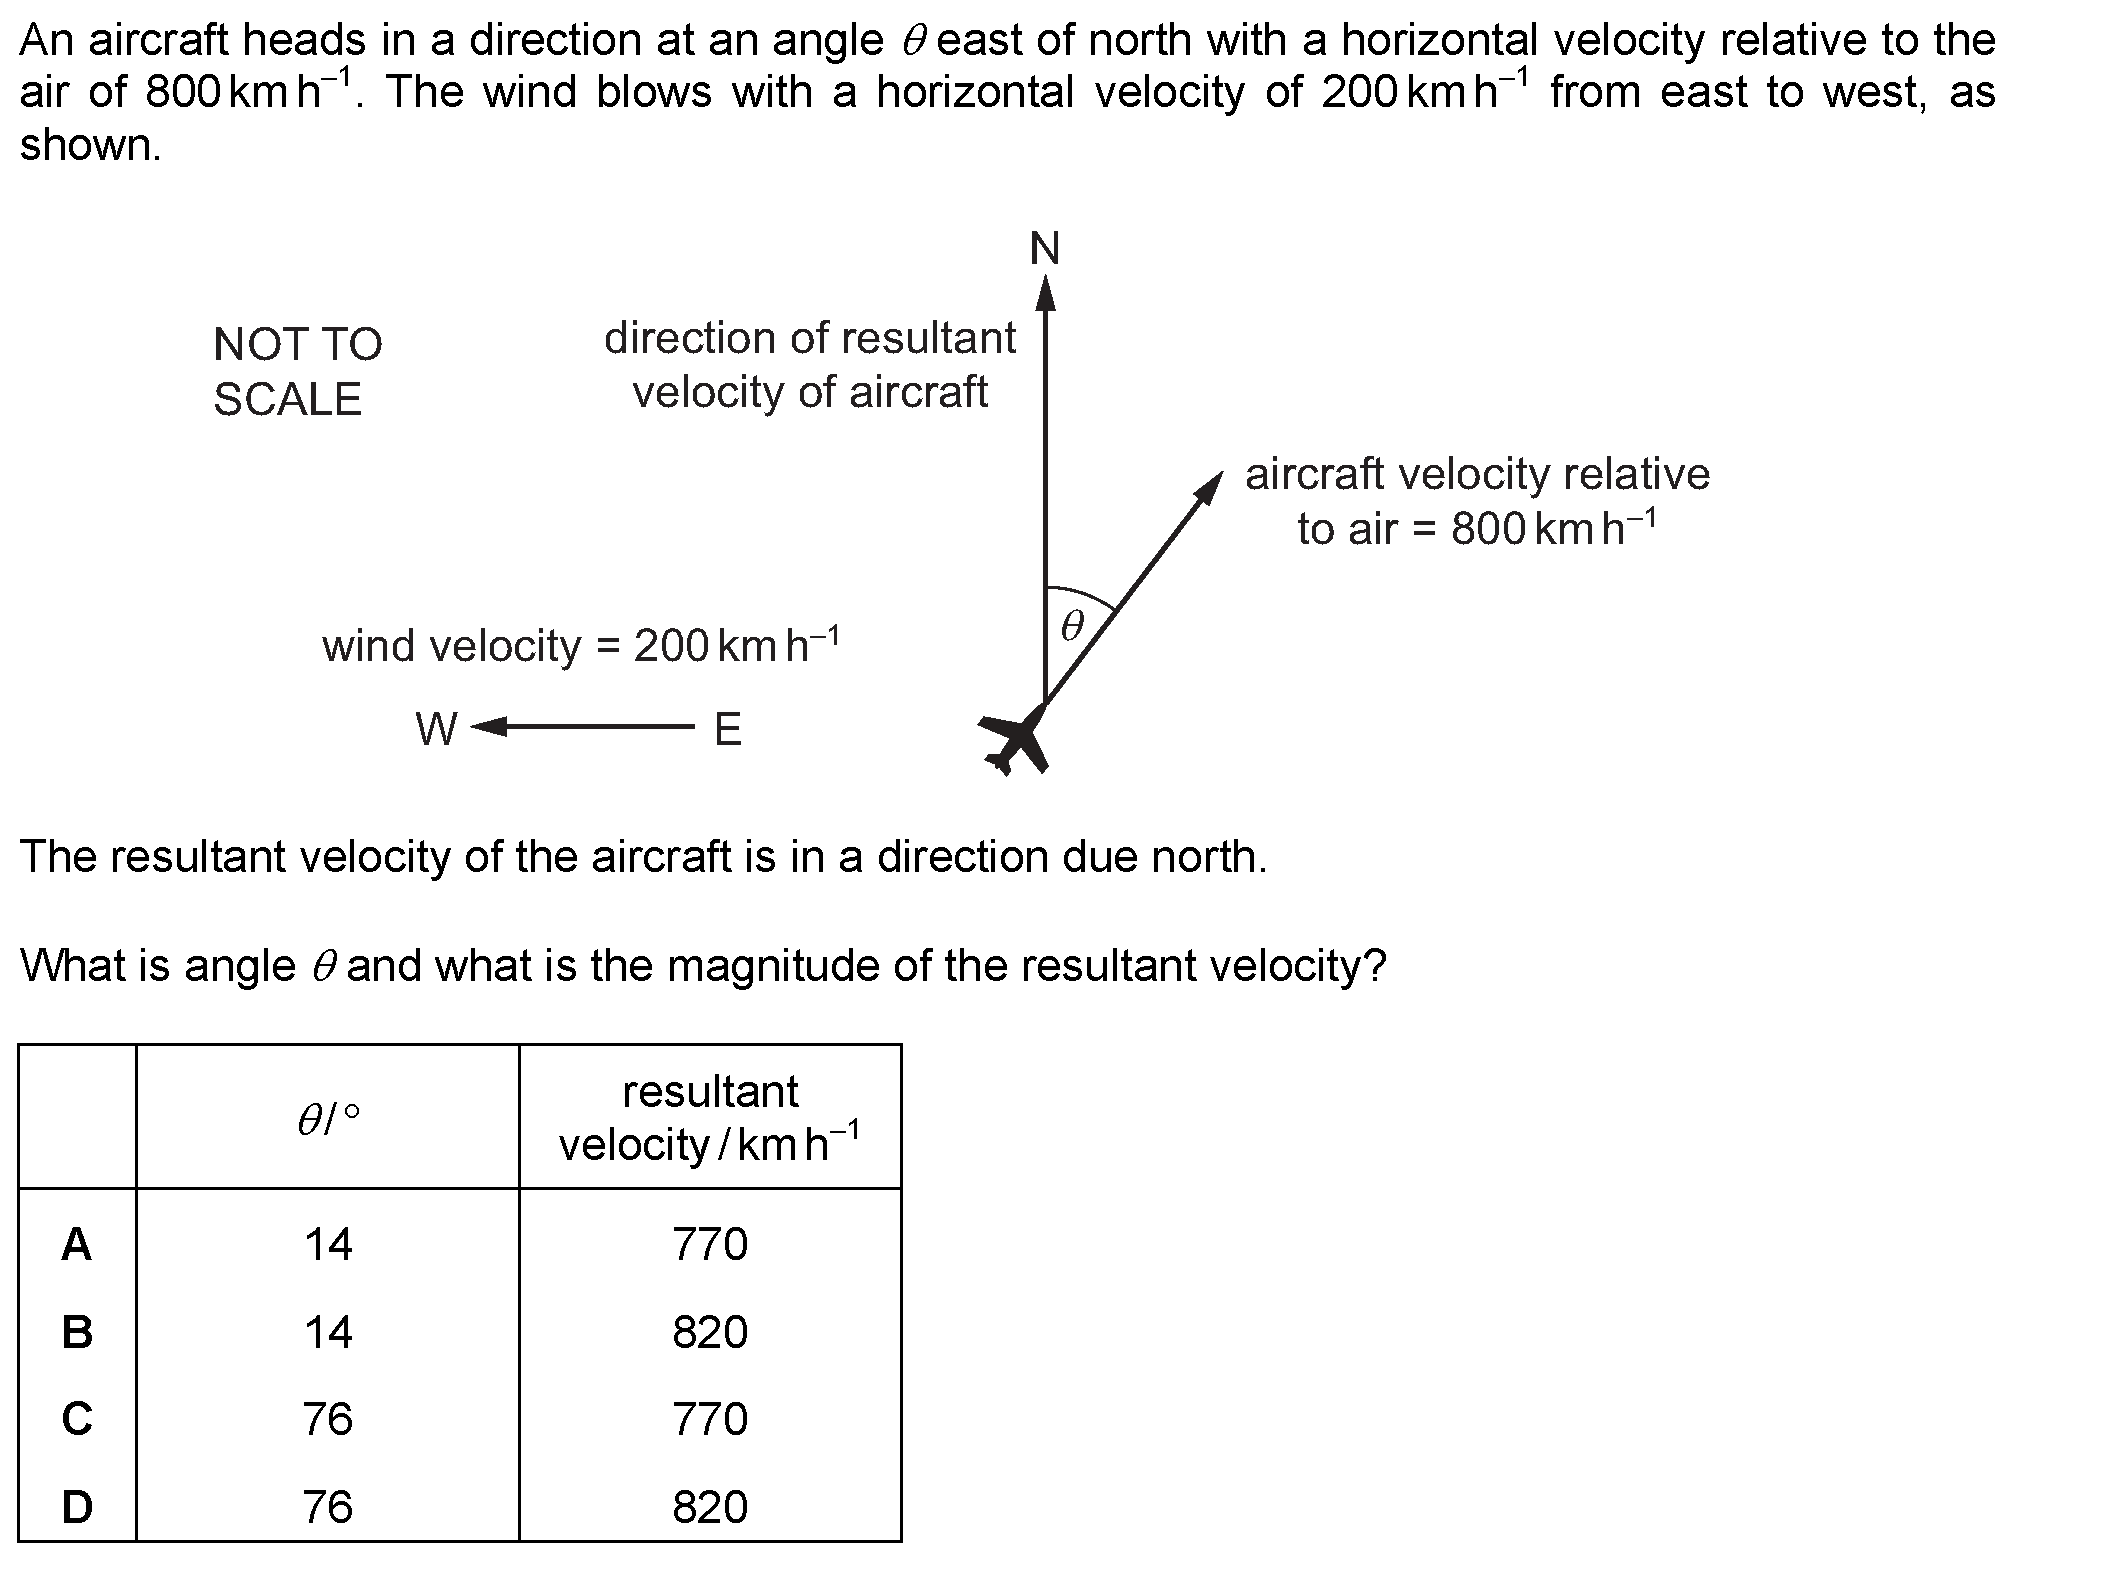 An aircraft heads in a direction at an angle θ east of north with a horizontal velocity relative to the
air of 800 km h⁻¹. The wind blows with a horizontal velocity of 200 km h⁻¹ from east to west, as
shown.
N
NOT TO
SCALE
direction of resultant
velocity of aircraft
aircraft velocity relative
to air = 800 km h⁻¹
θ
wind velocity = 200 km h⁻¹
W E
The resultant velocity of the aircraft is in a direction due north.
What is angle θ and what is the magnitude of the resultant velocity?
θ/° resultant
velocity / km h⁻¹
A 14 770
B 14 820
C 76 770
D 76 820